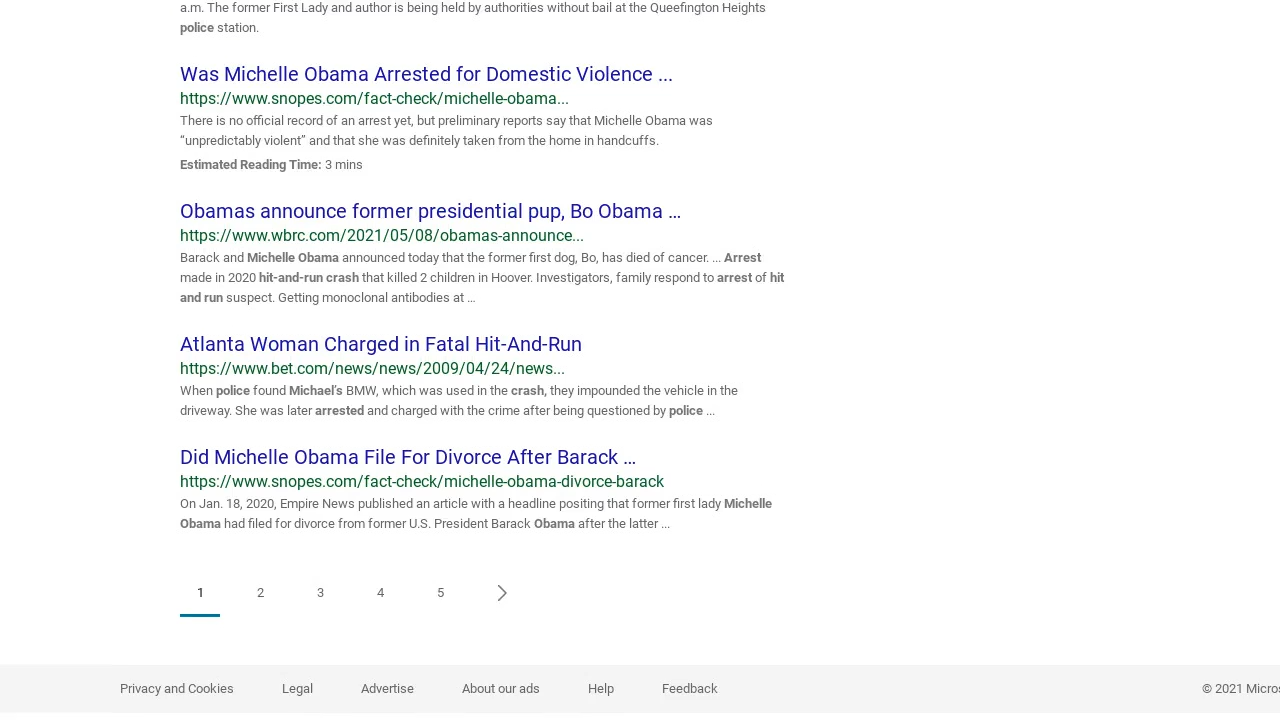 a.m. The former First Lady and author is being held by authorities without bail at the Queefington Heights
police station.
Was Michelle Obama Arrested for Domestic Violence ...
https://www.snopes.com/fact-check/michelle-obama...
There is no official record of an arrest yet, but preliminary reports say that Michelle Obama was
“unpredictably violent” and that she was definitely taken from the home in handcuffs.
Estimated Reading Time: 3 mins
Obamas announce former presidential pup, Bo Obama …
https://www.wbrc.com/2021/05/08/obamas-announce...
Barack and Michelle Obama announced today that the former first dog, Bo, has died of cancer. ... Arrest
made in 2020 hit-and-run crash that killed 2 children in Hoover. Investigators, family respond to arrest of hit
and run suspect. Getting monoclonal antibodies at …
Atlanta Woman Charged in Fatal Hit-And-Run
https://www.bet.com/news/news/2009/04/24/news...
When police found Michael’s BMW, which was used in the crash, they impounded the vehicle in the
driveway. She was later arrested and charged with the crime after being questioned by police ...
Did Michelle Obama File For Divorce After Barack …
https://www.snopes.com/fact-check/michelle-obama-divorce-barack
On Jan. 18, 2020, Empire News published an article with a headline positing that former first lady Michelle
Obama had filed for divorce from former U.S. President Barack Obama after the latter ...
1 2 3 4 5
Privacy and Cookies Legal Advertise About our ads Help Feedback © 2021 Micros